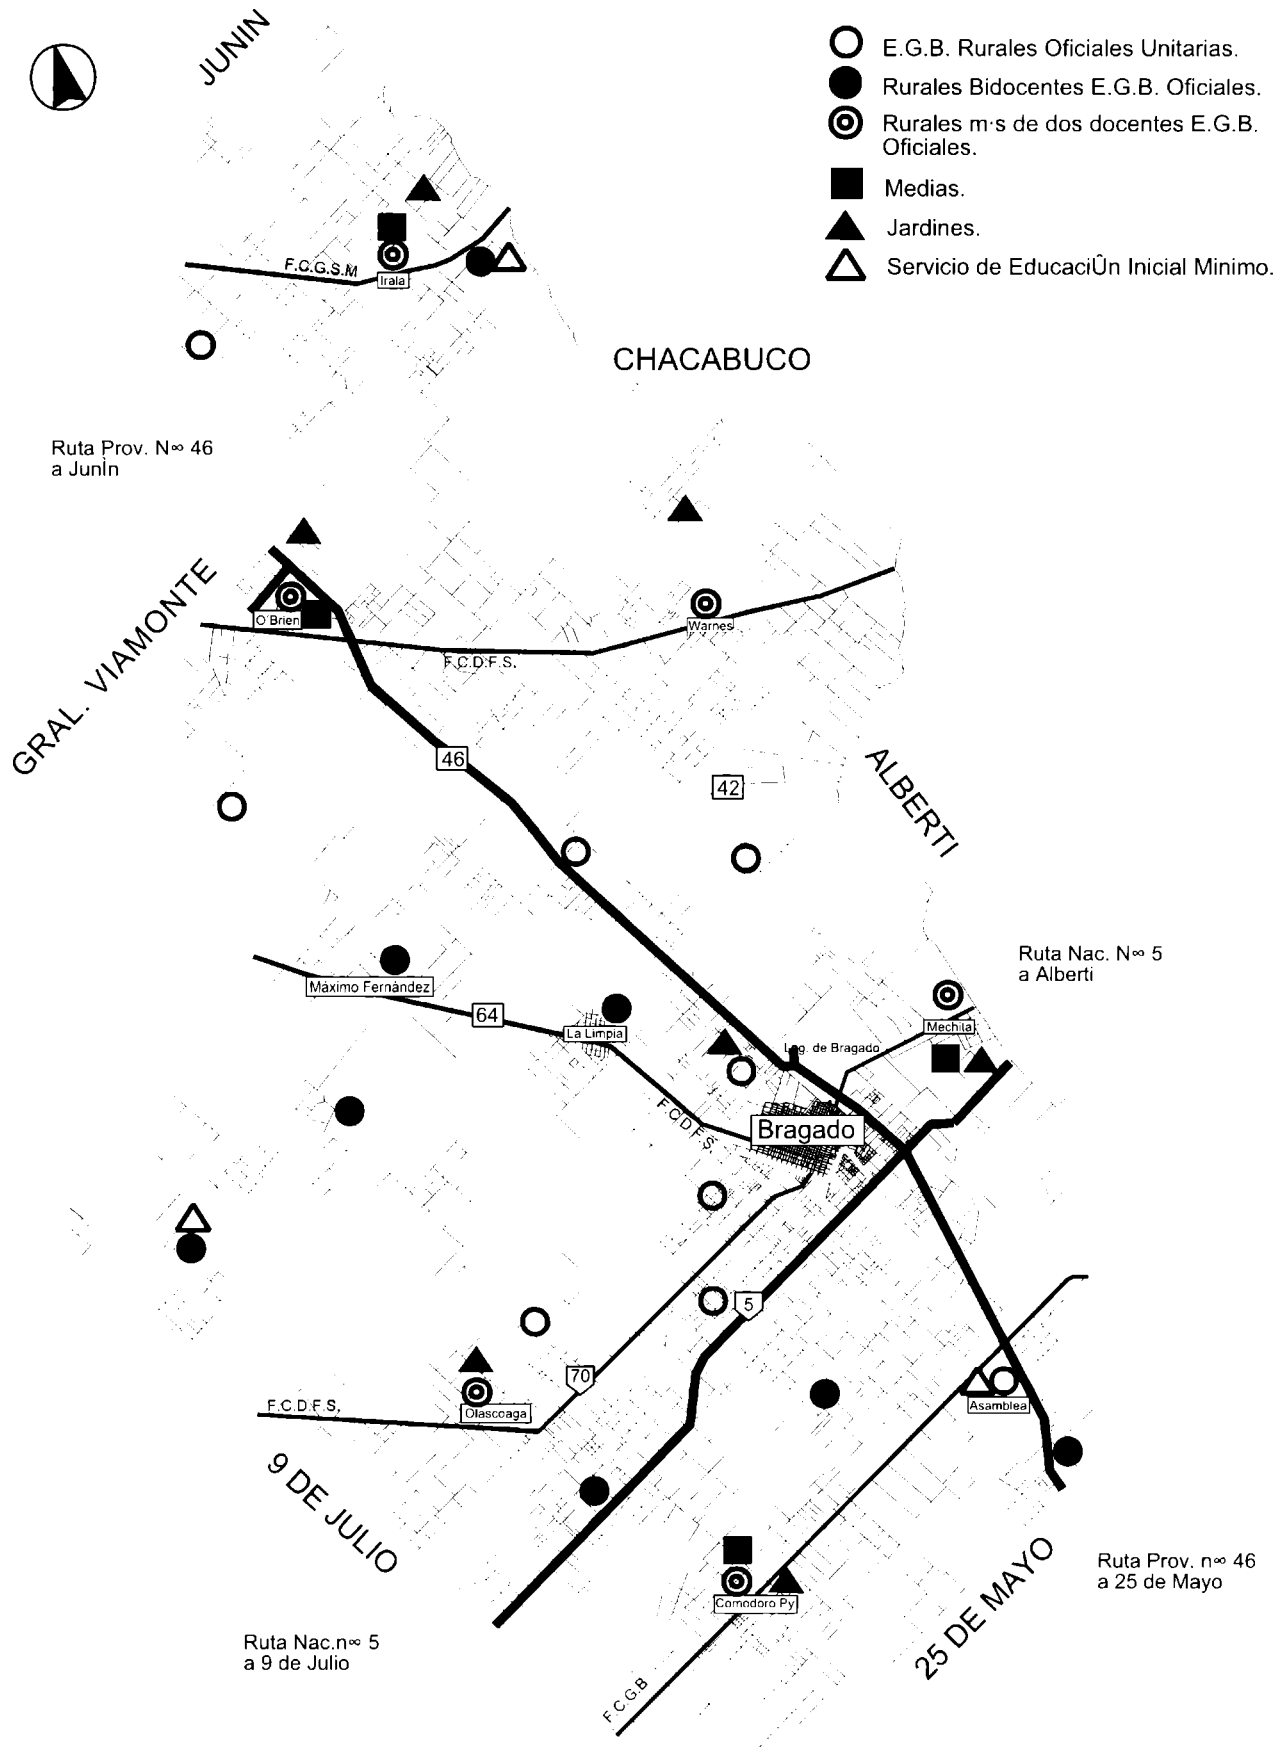 JUNIN
E.G.B. Rurales Oficiales Unitarias.
Rurales Bidocentes E.G.B. Oficiales.
Rurales m·s de dos docentes E.G.B.
Oficiales.
Medias.
Jardines.
Servicio de EducaciÛn Inicial Minimo.
F.C.G.S.M
Irala
CHACABUCO
Ruta Prov. N∞ 46
a JunÌn
GRAL. VIAMONTE
O´Brien
Warnes
F.C.D.F.S.
46
42
ALBERTI
Ruta Nac. N∞ 5
a Alberti
Máximo Fernández
64
La Limpia
Mechita
Lag. de Bragado
F.C.D.F.S.
Bragado
5
70
F.C.D.F.S.
Olascoaga
Asamblea
9 DE JULIO
Comodoro Py
25 DE MAYO
Ruta Prov. n∞ 46
a 25 de Mayo
Ruta Nac.n∞ 5
a 9 de Julio
F.C.G.B